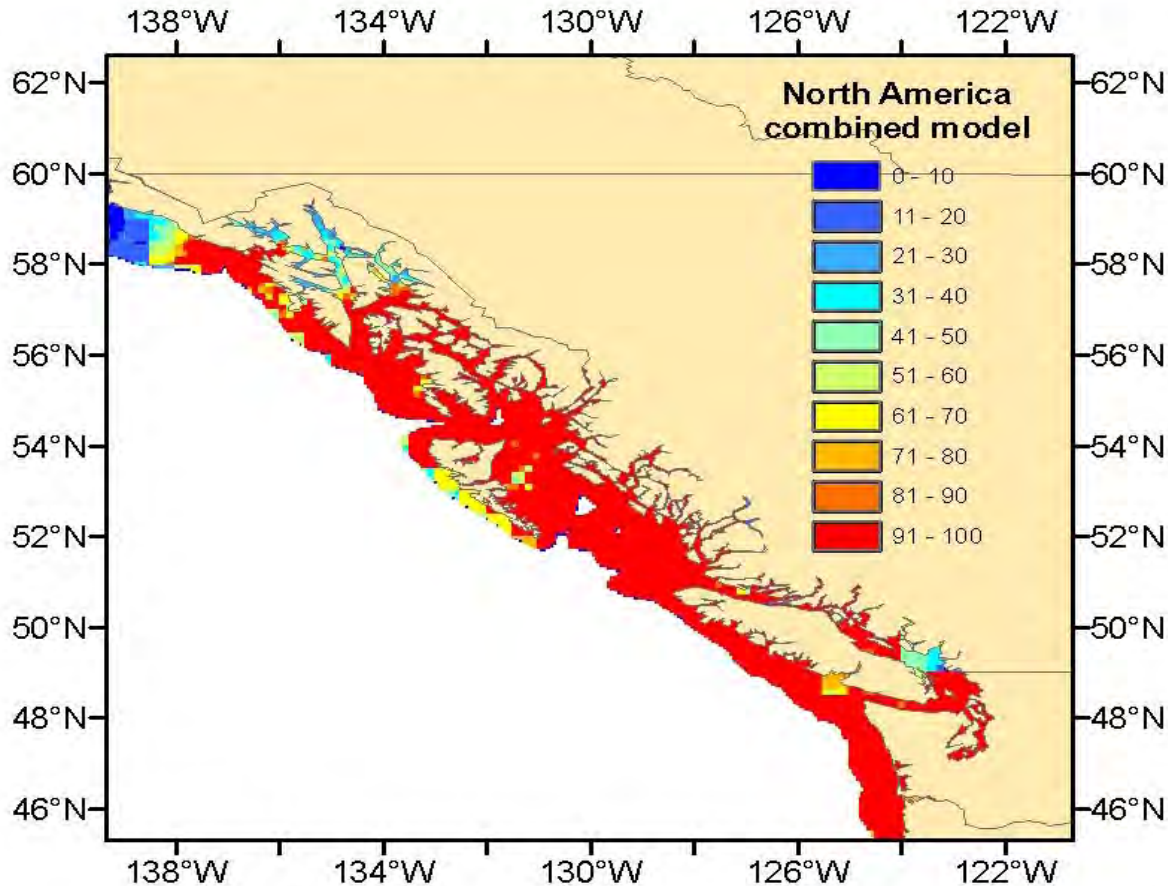 138°W 134°W 130°W 126°W 122°W
62°N 62°N
North America
combined model
60°N 60°N
0 - 10
11 - 20
58°N 58°N
21 - 30
31 - 40
56°N 56°N
41 - 50
51 - 60
61 - 70
54°N 54°N
71 - 80
81 - 90
52°N 52°N
91 - 100
50°N 50°N
48°N 48°N
46°N 46°N
138°W 134°W 130°W 126°W 122°W